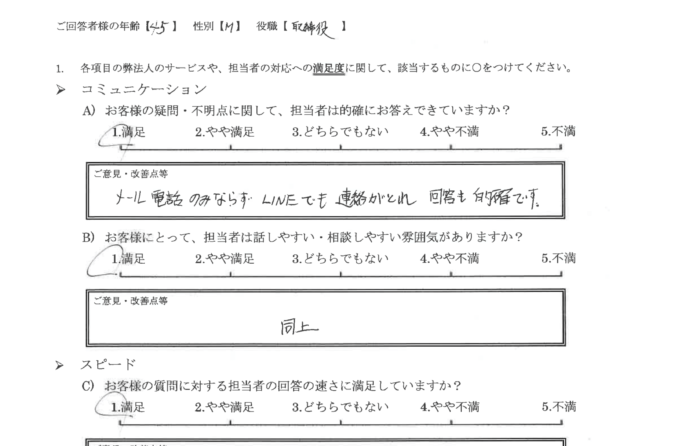 ご回答者様の年齢【45】 性別【M】 役職【取締役】
1. 各項目の弊法人のサービスや、担当者の対応への満足度に関して、該当するものに○をつけてください。
➢ コミュニケーション
A) お客様の疑問・不明点に関して、担当者は的確にお答えできていますか？
1.満足 2.やや満足 3.どちらでもない 4.やや不満 5.不満
ご意見・改善点等
メール電話のみならずLINEでも連絡がとれ 回答も的確です。
B) お客様にとって、担当者は話しやすい・相談しやすい雰囲気がありますか？
1.満足 2.やや満足 3.どちらでもない 4.やや不満 5.不満
ご意見・改善点等
同上
➢ スピード
C) お客様の質問に対する担当者の回答の速さに満足していますか？
1.満足 2.やや満足 3.どちらでもない 4.やや不満 5.不満